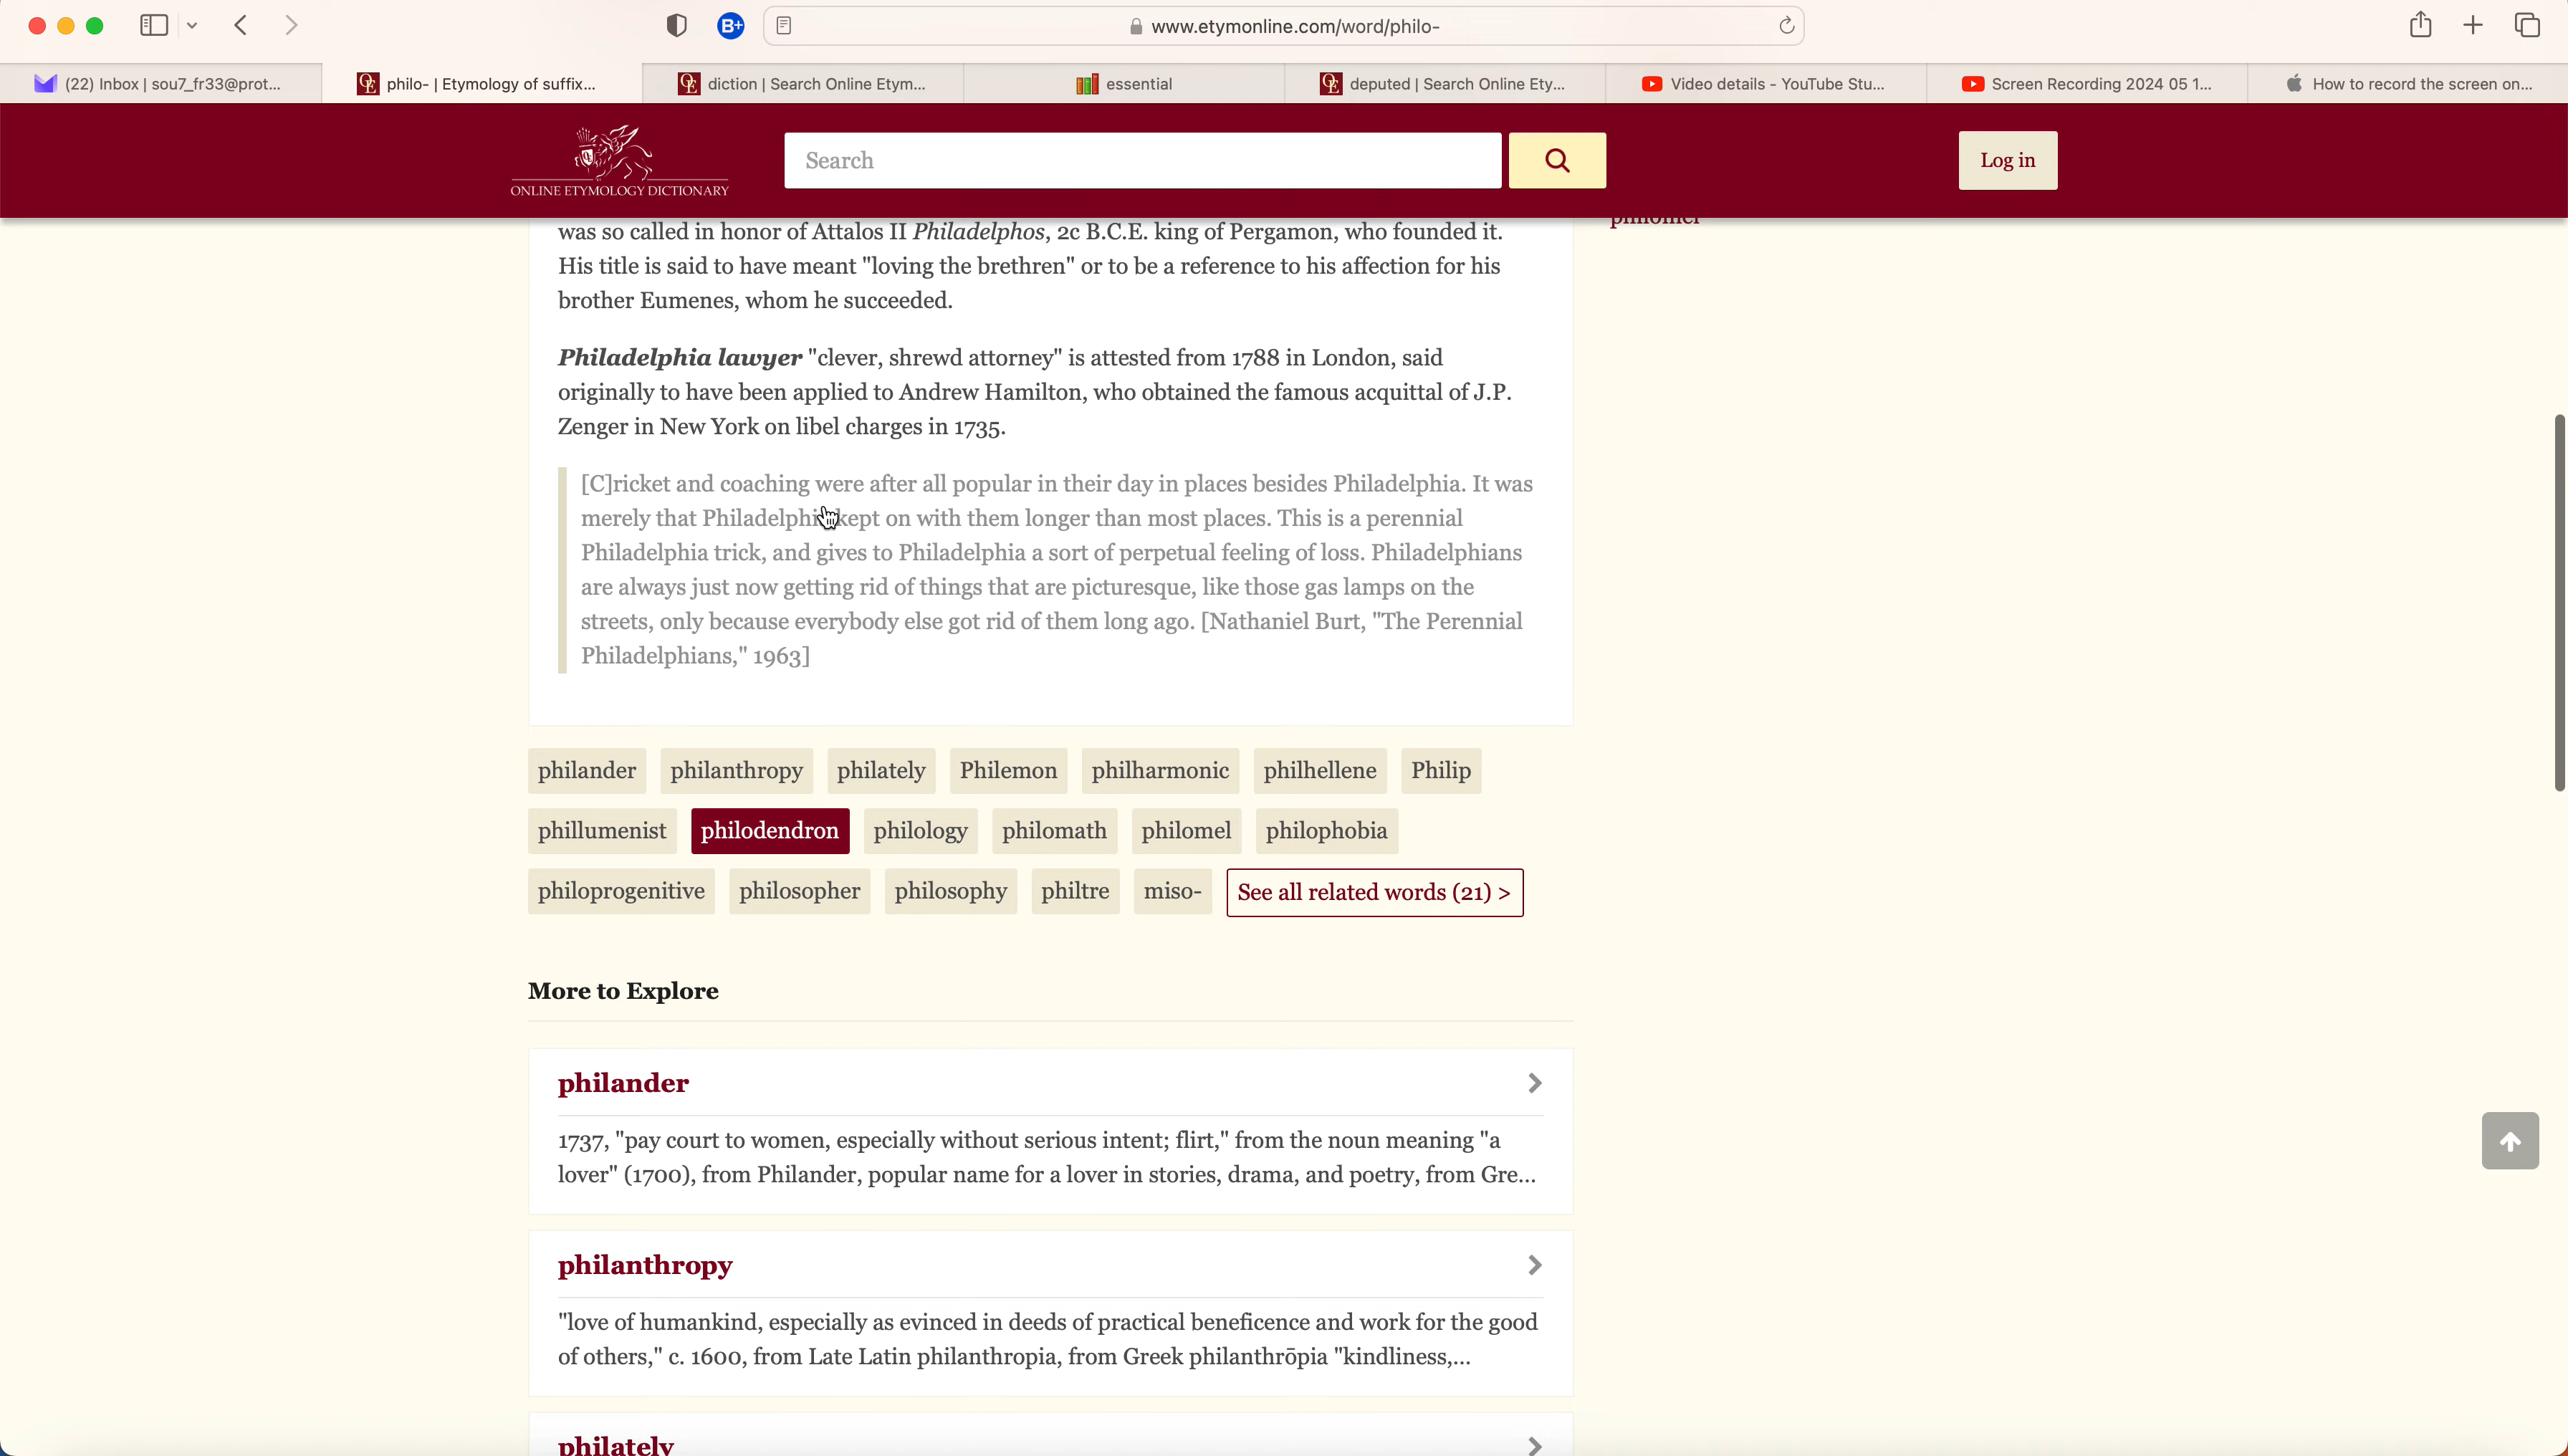 www.etymonline.com/word/philo-
(22) Inbox | sou7_fr33@prot...
philo- | Etymology of suffix...
diction | Search Online Etym...
essential
deputed | Search Online Ety...
Video details - YouTube Stu...
Screen Recording 2024 05 1...
How to record the screen on...
B+
OE
OE
OE
ONLINE ETYMOLOGY DICTIONARY
Search
Log in
philomel
was so called in honor of Attalos II Philadelphos, 2c B.C.E. king of Pergamon, who founded it.
His title is said to have meant "loving the brethren" or to be a reference to his affection for his
brother Eumenes, whom he succeeded.
Philadelphia lawyer "clever, shrewd attorney" is attested from 1788 in London, said
originally to have been applied to Andrew Hamilton, who obtained the famous acquittal of J.P.
Zenger in New York on libel charges in 1735.
[C]ricket and coaching were after all popular in their day in places besides Philadelphia. It was
merely that Philadelphia kept on with them longer than most places. This is a perennial
Philadelphia trick, and gives to Philadelphia a sort of perpetual feeling of loss. Philadelphians
are always just now getting rid of things that are picturesque, like those gas lamps on the
streets, only because everybody else got rid of them long ago. [Nathaniel Burt, "The Perennial
Philadelphians," 1963]
philander philanthropy philately Philemon philharmonic philhellene Philip
phillumenist philodendron philology philomath philomel philophobia
philoprogenitive philosopher philosophy philtre miso- See all related words (21) >
More to Explore
philander
1737, "pay court to women, especially without serious intent; flirt," from the noun meaning "a
lover" (1700), from Philander, popular name for a lover in stories, drama, and poetry, from Gre...
philanthropy
"love of humankind, especially as evinced in deeds of practical beneficence and work for the good
of others," c. 1600, from Late Latin philanthropia, from Greek philanthrōpia "kindliness,...
philately